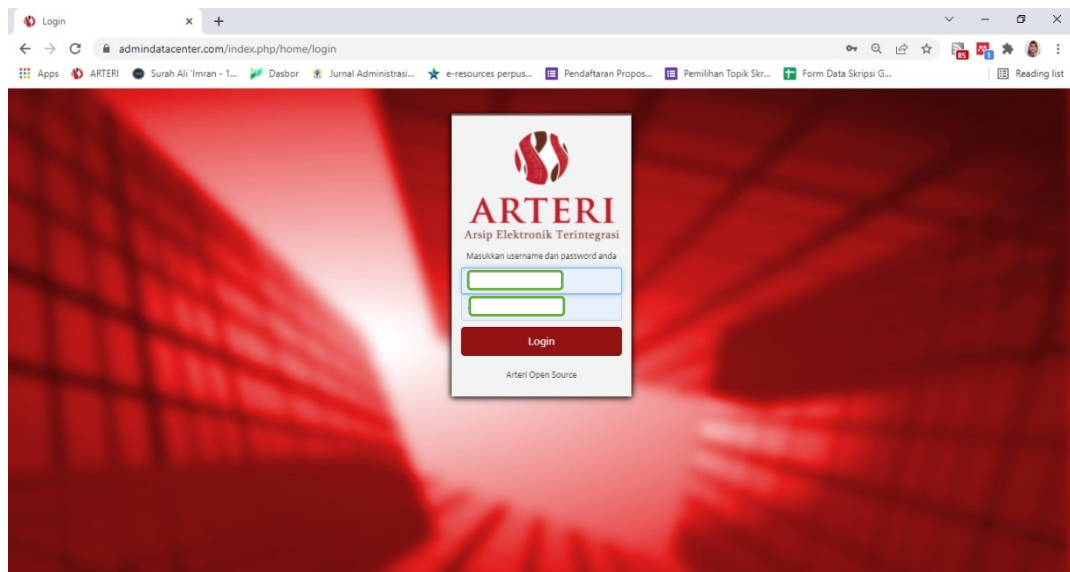 Login
admindatacenter.com/index.php/home/login
Apps ARTERI Surah Ali 'Imran - 1... Dasbor Jurnal Administrasi... e-resources perpus... Pendaftaran Propos... Pemilihan Topik Skr... Form Data Skripsi G... Reading list
ARTERI
Arsip Elektronik Terintegrasi
Masukkan username dan password anda
Login
Arteri Open Source